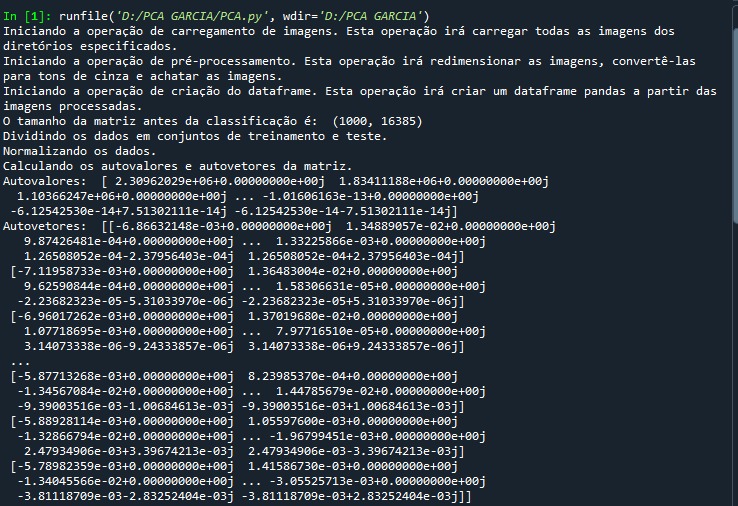 In [1]: runfile('D:/PCA GARCIA/PCA.py', wdir='D:/PCA GARCIA')
Iniciando a operação de carregamento de imagens. Esta operação irá carregar todas as imagens dos
diretórios especificados.
Iniciando a operação de pré-processamento. Esta operação irá redimensionar as imagens, convertê-las
para tons de cinza e achatar as imagens.
Iniciando a operação de criação do dataframe. Esta operação irá criar um dataframe pandas a partir das
imagens processadas.
O tamanho da matriz antes da classificação é:  (1000, 16385)
Dividindo os dados em conjuntos de treinamento e teste.
Normalizando os dados.
Calculando os autovalores e autovetores da matriz.
Autovalores:  [ 2.30962029e+06+0.00000000e+00j  1.83411188e+06+0.00000000e+00j
  1.10366247e+06+0.00000000e+00j ... -1.01606163e-13+0.00000000e+00j
 -6.12542530e-14+7.51302111e-14j -6.12542530e-14-7.51302111e-14j]
Autovetores:  [[-6.86632148e-03+0.00000000e+00j  1.34889057e-02+0.00000000e+00j
   9.87426481e-04+0.00000000e+00j ...  1.33225866e-03+0.00000000e+00j
   1.26508052e-04-2.37956403e-04j  1.26508052e-04+2.37956403e-04j]
 [-7.11958733e-03+0.00000000e+00j  1.36483004e-02+0.00000000e+00j
   9.62590844e-04+0.00000000e+00j ...  1.58306631e-05+0.00000000e+00j
  -2.23682323e-05-5.31033970e-06j -2.23682323e-05+5.31033970e-06j]
 [-6.96017262e-03+0.00000000e+00j  1.37019680e-02+0.00000000e+00j
   1.07718695e-03+0.00000000e+00j ...  7.97716510e-05+0.00000000e+00j
   3.14073338e-06-9.24333857e-06j  3.14073338e-06+9.24333857e-06j]
 ...
 [-5.87713268e-03+0.00000000e+00j  8.23985370e-04+0.00000000e+00j
  -1.34567084e-02+0.00000000e+00j ...  1.44785679e-02+0.00000000e+00j
  -9.39003516e-03-1.00684613e-03j -9.39003516e-03+1.00684613e-03j]
 [-5.88928114e-03+0.00000000e+00j  1.05597600e-03+0.00000000e+00j
  -1.32866794e-02+0.00000000e+00j ... -1.96799451e-03+0.00000000e+00j
   2.47934906e-03+3.39674213e-03j  2.47934906e-03-3.39674213e-03j]
 [-5.78982359e-03+0.00000000e+00j  1.41586730e-03+0.00000000e+00j
  -1.34045566e-02+0.00000000e+00j ... -3.05525713e-03+0.00000000e+00j
  -3.81118709e-03-2.83252404e-03j -3.81118709e-03+2.83252404e-03j]]